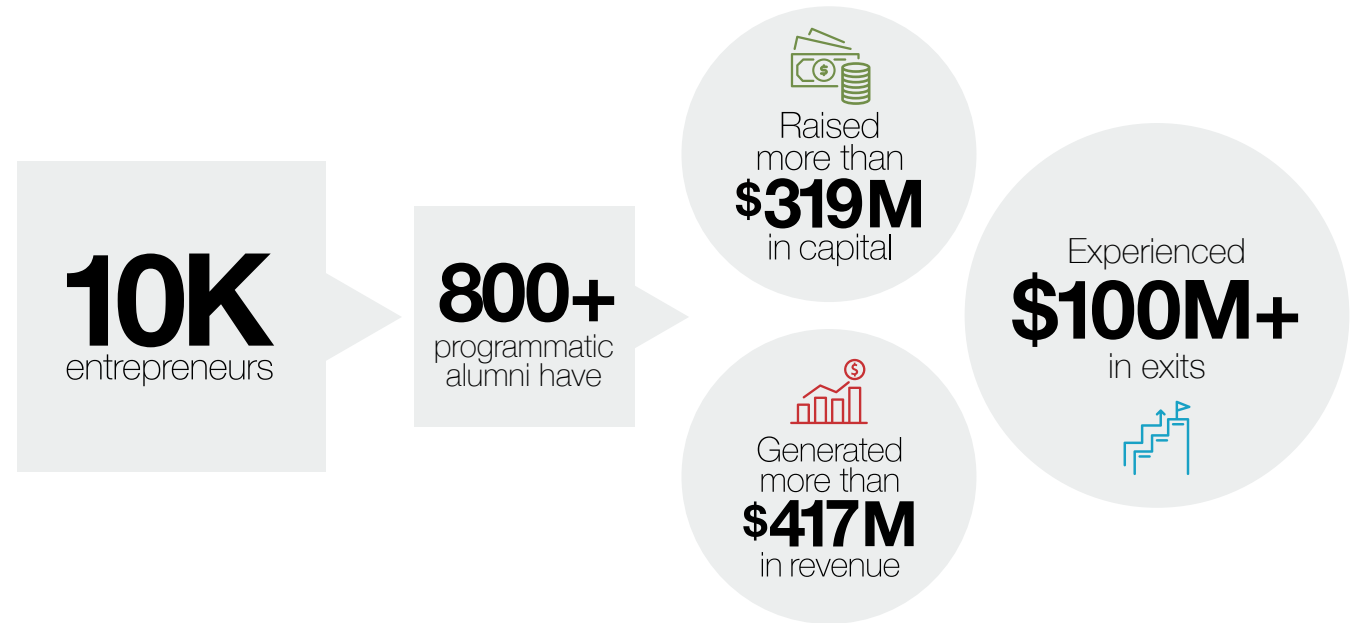 10K
entrepreneurs
800+
programmatic
alumni have
Raised
more than
$319M
in capital
Generated
more than
$417M
in revenue
Experienced
$100M+
in exits